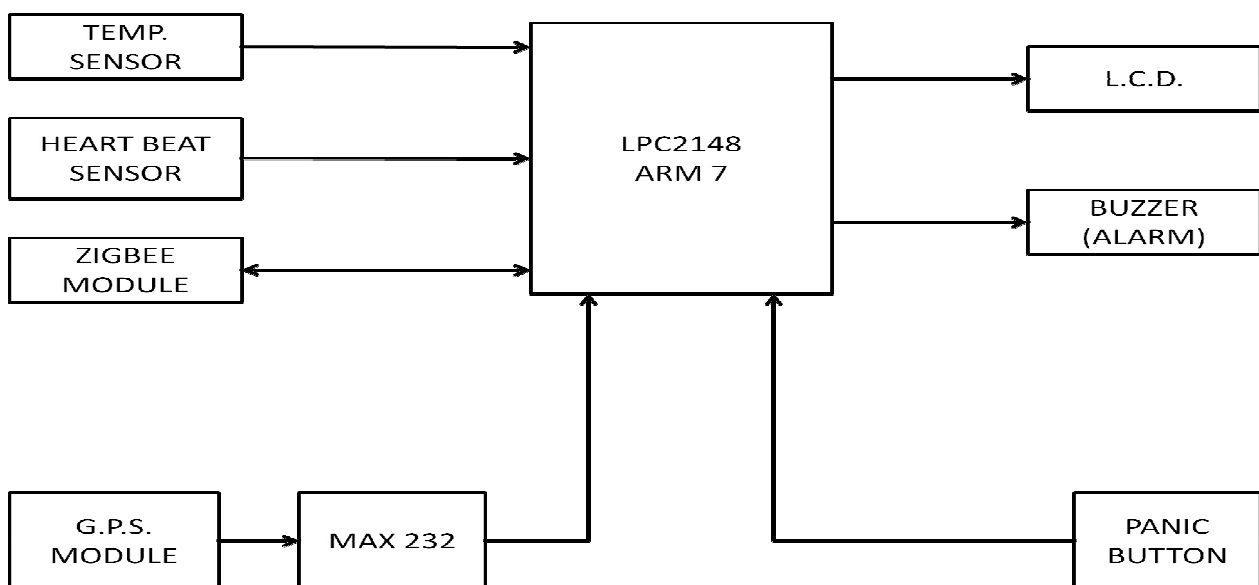 TEMP.
SENSOR
HEART BEAT
SENSOR
ZIGBEE
MODULE
LPC2148
ARM 7
L.C.D.
BUZZER
(ALARM)
G.P.S.
MODULE
MAX 232
PANIC
BUTTON